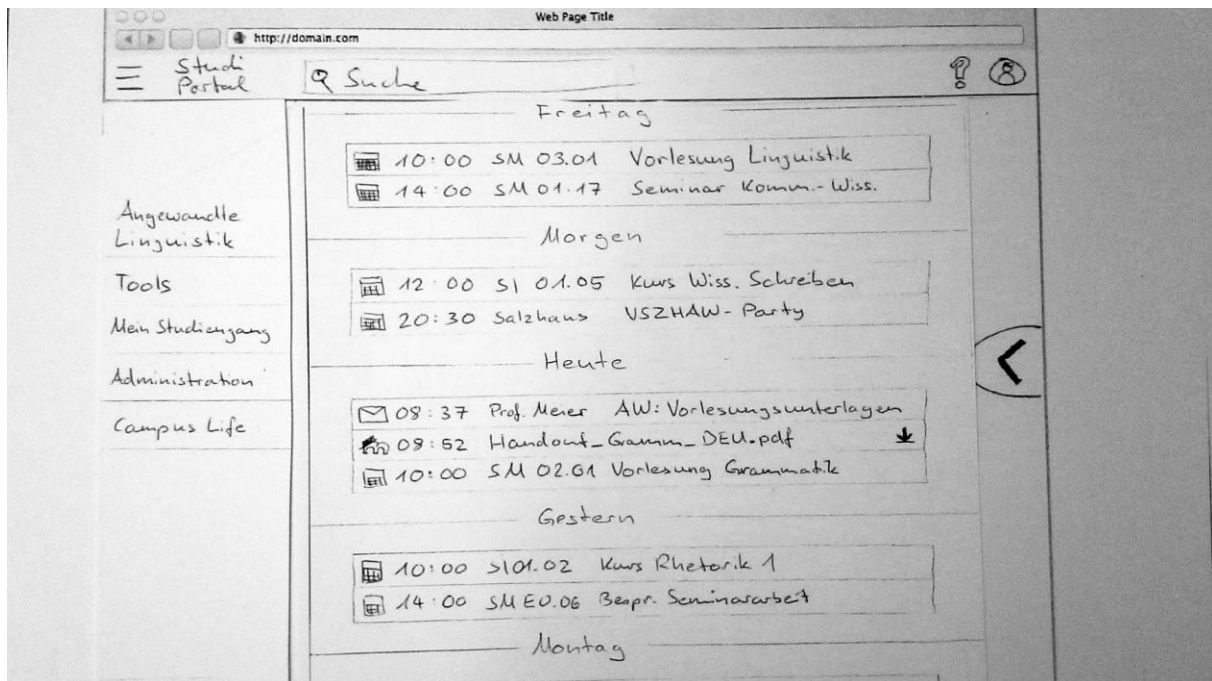 Web Page Title
http://domain.com
Studi
Portal
Suche
?
Freitag
10:00 SM 03.01 Vorlesung Linguistik
14:00 SM 01.17 Seminar Komm.-Wiss.
Angewandte
Linguistik
Tools
Mein Studiengang
Administration
Campus Life
Morgen
12:00 SI 01.05 Kurs Wiss. Schreiben
20:30 Salzhaus VSZHAW-Party
Heute
08:37 Prof. Meier AW: Vorlesungsunterlagen
08:52 Handout_Gramm_DEU.pdf
10:00 SM 02.01 Vorlesung Grammatik
Gestern
10:00 SI01.02 Kurs Rhetorik 1
14:00 SM E0.06 Bespr. Seminararbeit
Montag